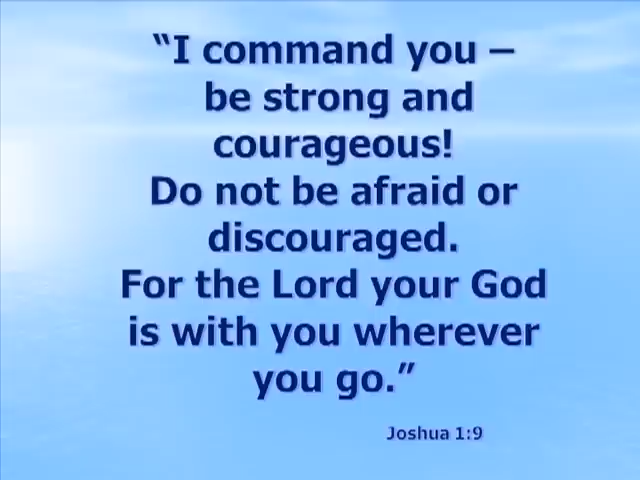 “I command you –
be strong and
courageous!
Do not be afraid or
discouraged.
For the Lord your God
is with you wherever
you go.”
Joshua 1:9